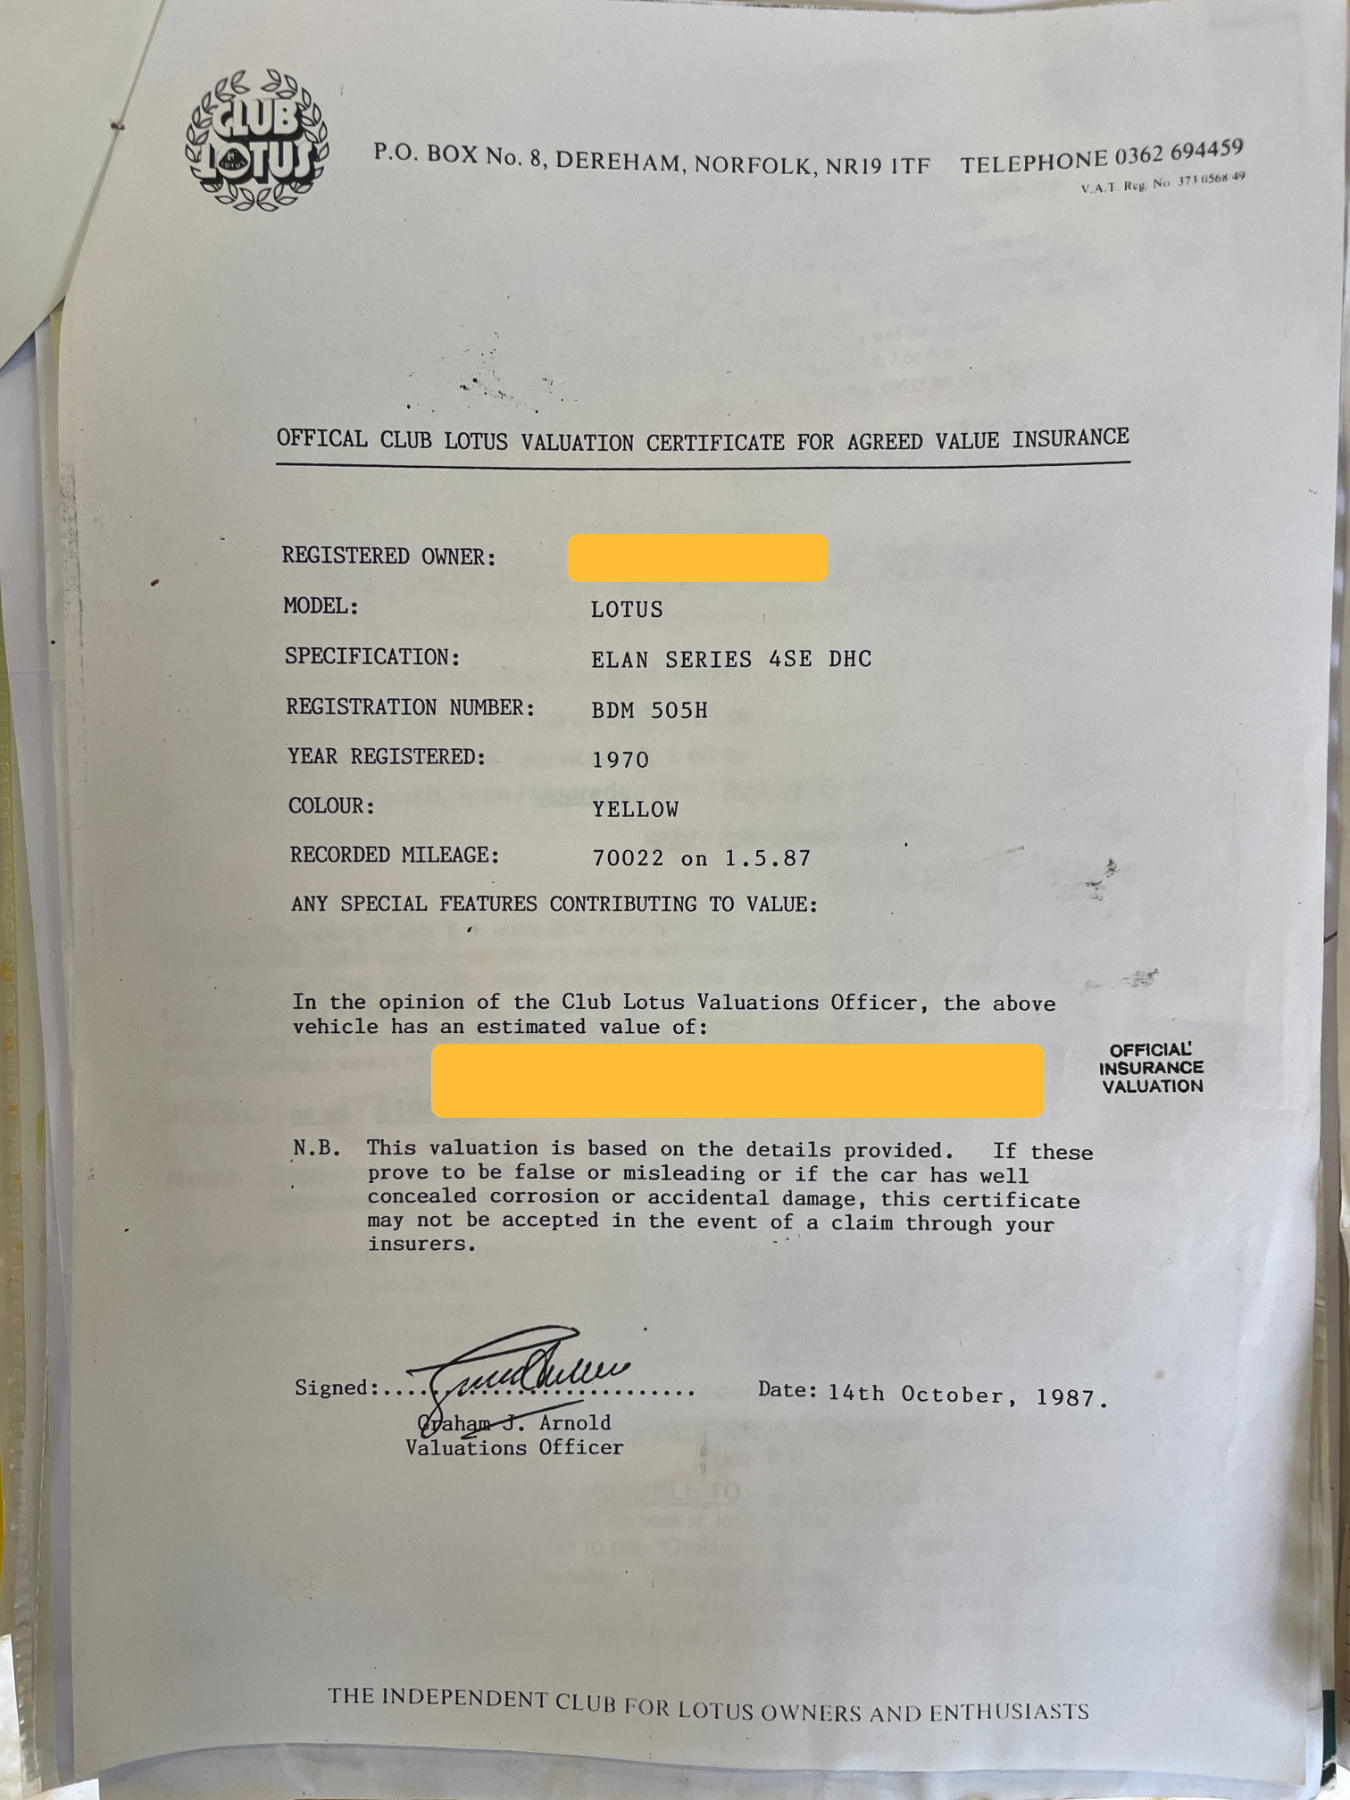 CLUB
LOTUS
P.O. BOX No. 8, DEREHAM, NORFOLK, NR19 1TF TELEPHONE 0362 694459
V.A.T. Reg. No. 373 0568 49
OFFICAL CLUB LOTUS VALUATION CERTIFICATE FOR AGREED VALUE INSURANCE
REGISTERED OWNER:
MODEL: LOTUS
SPECIFICATION: ELAN SERIES 4SE DHC
REGISTRATION NUMBER: BDM 505H
YEAR REGISTERED: 1970
COLOUR: YELLOW
RECORDED MILEAGE: 70022 on 1.5.87
ANY SPECIAL FEATURES CONTRIBUTING TO VALUE:
In the opinion of the Club Lotus Valuations Officer, the above
vehicle has an estimated value of:
OFFICIAL
INSURANCE
VALUATION
N.B. This valuation is based on the details provided. If these
prove to be false or misleading or if the car has well
concealed corrosion or accidental damage, this certificate
may not be accepted in the event of a claim through your
insurers.
Signed:.............................. Date: 14th October, 1987.
Graham J. Arnold
Valuations Officer
THE INDEPENDENT CLUB FOR LOTUS OWNERS AND ENTHUSIASTS